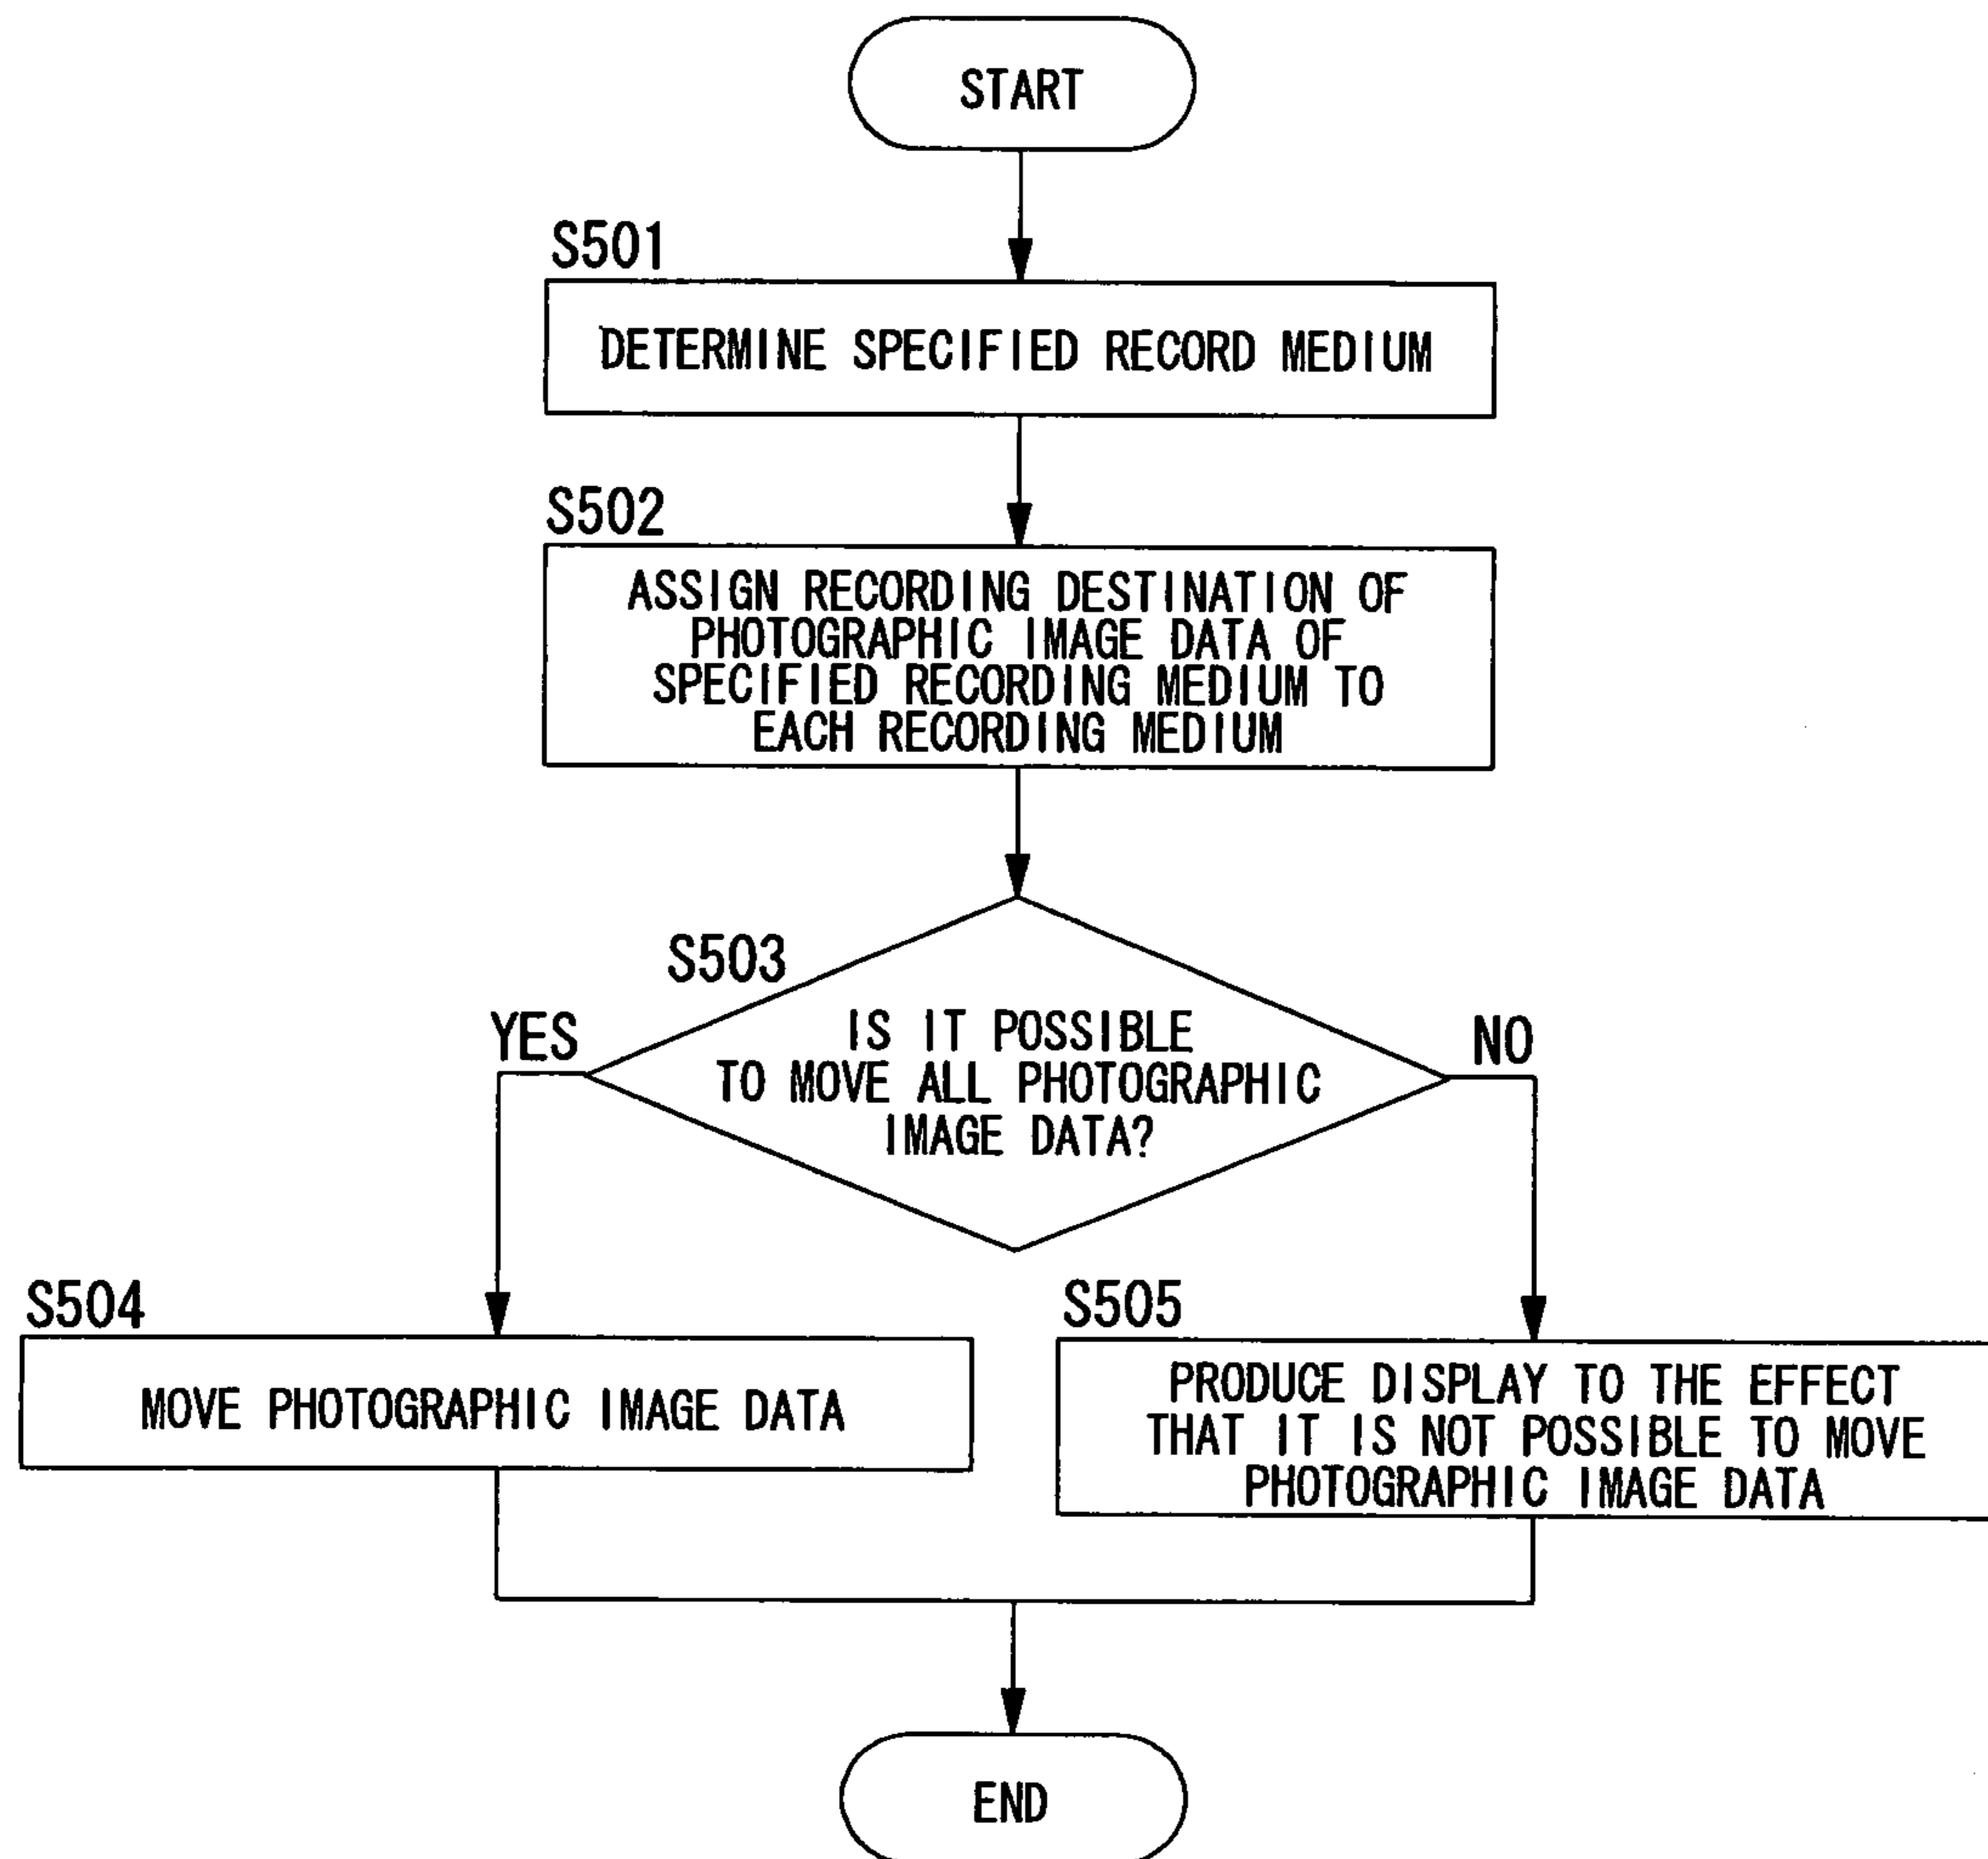 START
S501
DETERMINE SPECIFIED RECORD MEDIUM
S502
ASSIGN RECORDING DESTINATION OF
PHOTOGRAPHIC IMAGE DATA OF
SPECIFIED RECORDING MEDIUM TO
EACH RECORDING MEDIUM
S503
IS IT POSSIBLE
TO MOVE ALL PHOTOGRAPHIC
IMAGE DATA?
YES
NO
S504
MOVE PHOTOGRAPHIC IMAGE DATA
S505
PRODUCE DISPLAY TO THE EFFECT
THAT IT IS NOT POSSIBLE TO MOVE
PHOTOGRAPHIC IMAGE DATA
END